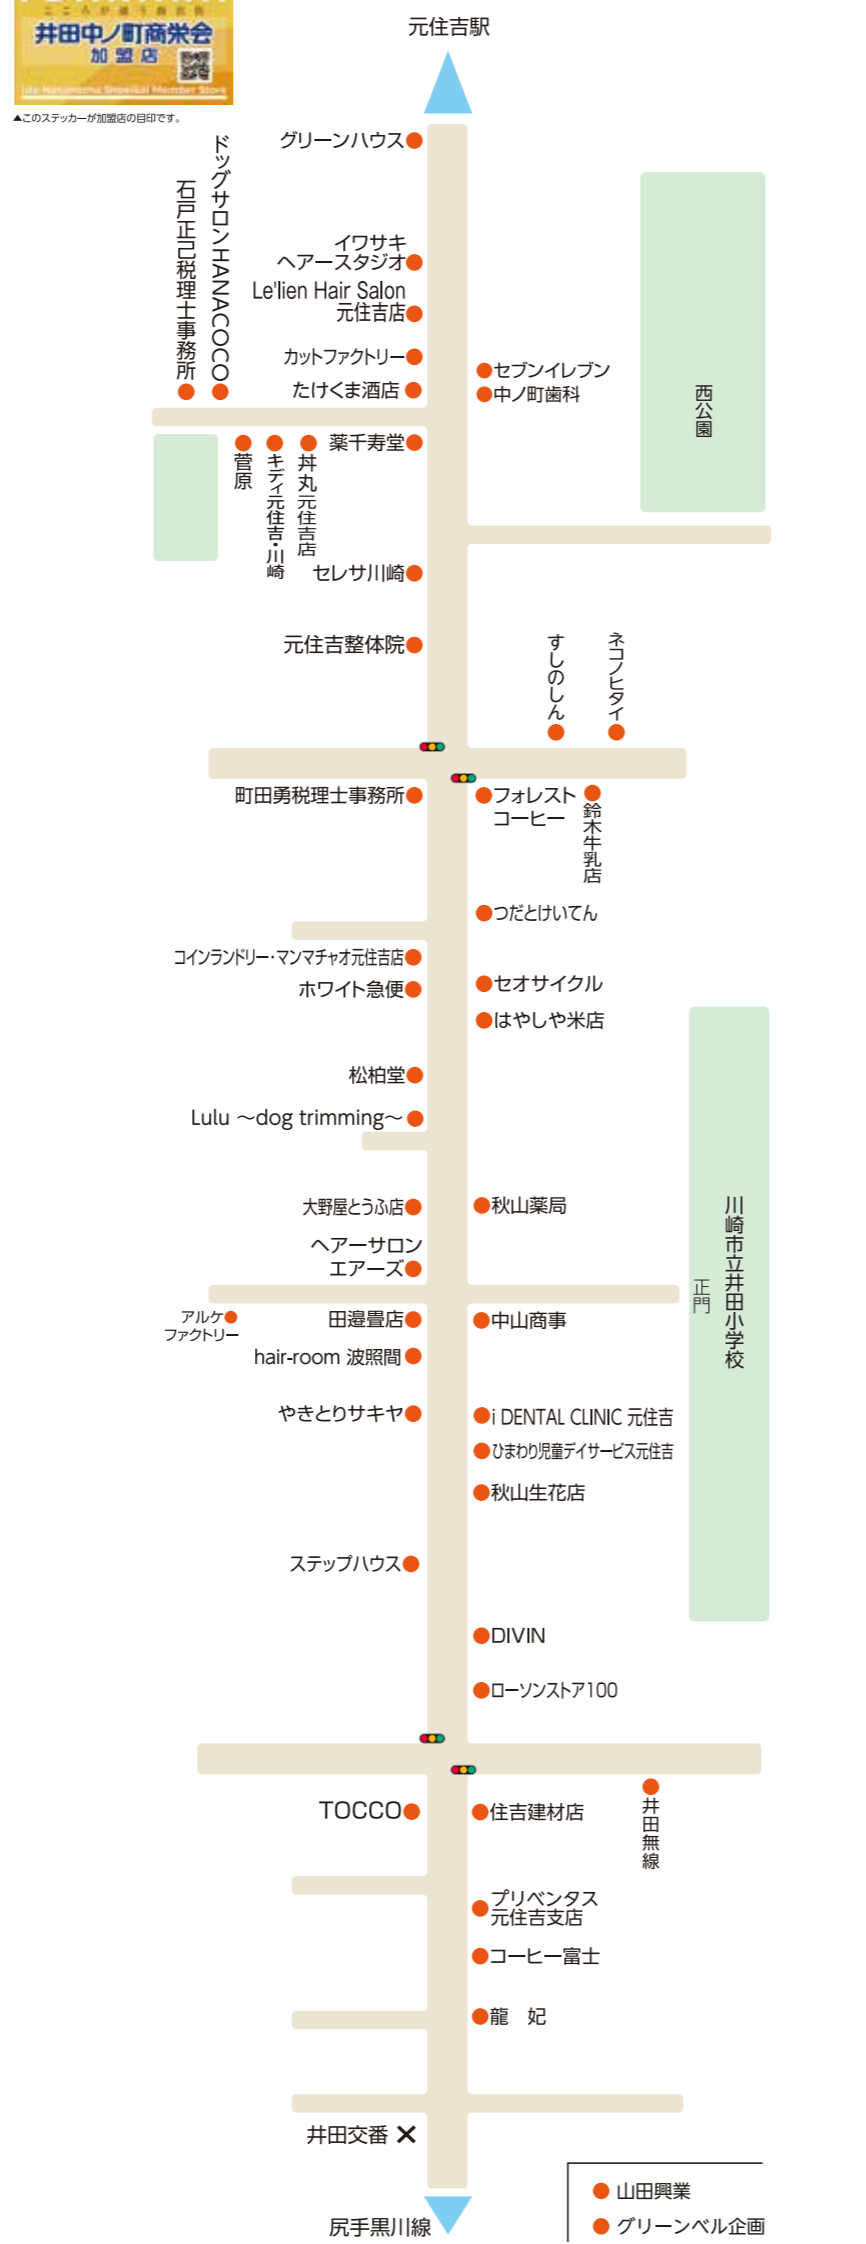 井田中ノ町商栄会
加盟店
▲このステッカーが加盟店の目印です。
元住吉駅
グリーンハウス
ドッグサロンHANACOCO
石戸正己税理士事務所
イワサキ
ヘアースタジオ
Le'lien Hair Salon
元住吉店
カットファクトリー
たけくま酒店
セブンイレブン
中ノ町歯科
西公園
薬千寿堂
丼丸元住吉店
キディ元住吉・川崎
菅原
セレサ川崎
元住吉整体院
すしのしん
ネコノヒタイ
町田勇税理士事務所
フォレスト
コーヒー
鈴木牛乳店
つだとけいてん
コインランドリー・マンマチャオ元住吉店
ホワイト急便
セオサイクル
はやしや米店
松柏堂
Lulu 〜dog trimming〜
大野屋とうふ店
秋山薬局
川崎市立井田小学校
正門
ヘアーサロン
エアーズ
アルケ
ファクトリー
田邉畳店
中山商事
hair-room 波照間
やきとりサキヤ
i DENTAL CLINIC 元住吉
ひまわり児童デイサービス元住吉
秋山生花店
ステップハウス
DIVIN
ローソンストア100
TOCCO
住吉建材店
井田無線
プリベンタス
元住吉支店
コーヒー富士
龍　妃
井田交番
尻手黒川線
山田興業
グリーンベル企画